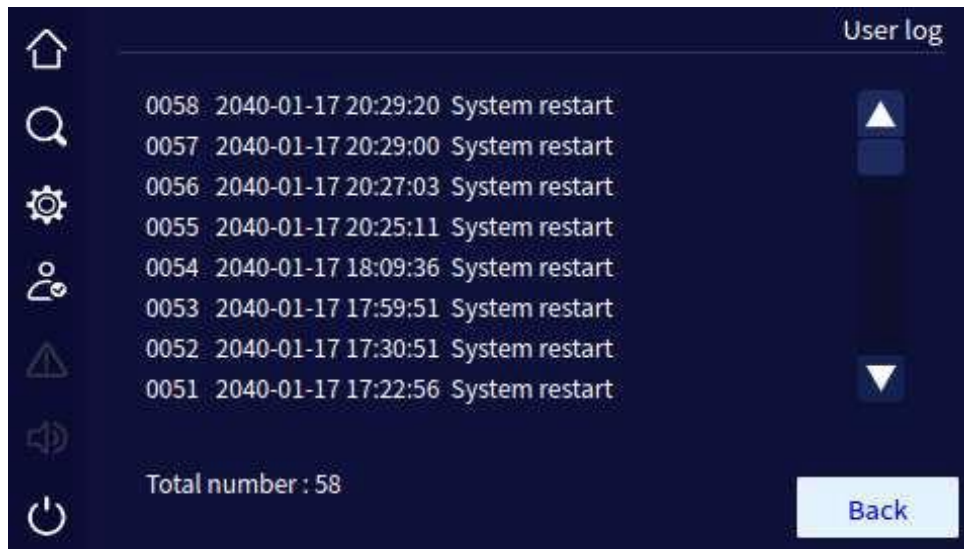 User log
0058 2040-01-17 20:29:20 System restart
0057 2040-01-17 20:29:00 System restart
0056 2040-01-17 20:27:03 System restart
0055 2040-01-17 20:25:11 System restart
0054 2040-01-17 18:09:36 System restart
0053 2040-01-17 17:59:51 System restart
0052 2040-01-17 17:30:51 System restart
0051 2040-01-17 17:22:56 System restart
Total number : 58
Back